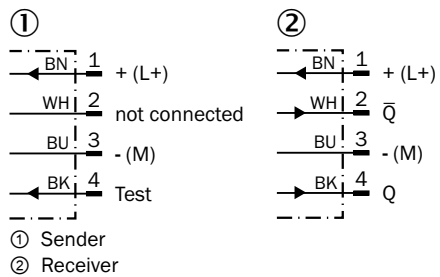 ① ②
BN 1 + (L+)
WH 2 not connected
BU 3 - (M)
BK 4 Test
BN 1 + (L+)
WH 2 Q̅
BU 3 - (M)
BK 4 Q
① Sender
② Receiver